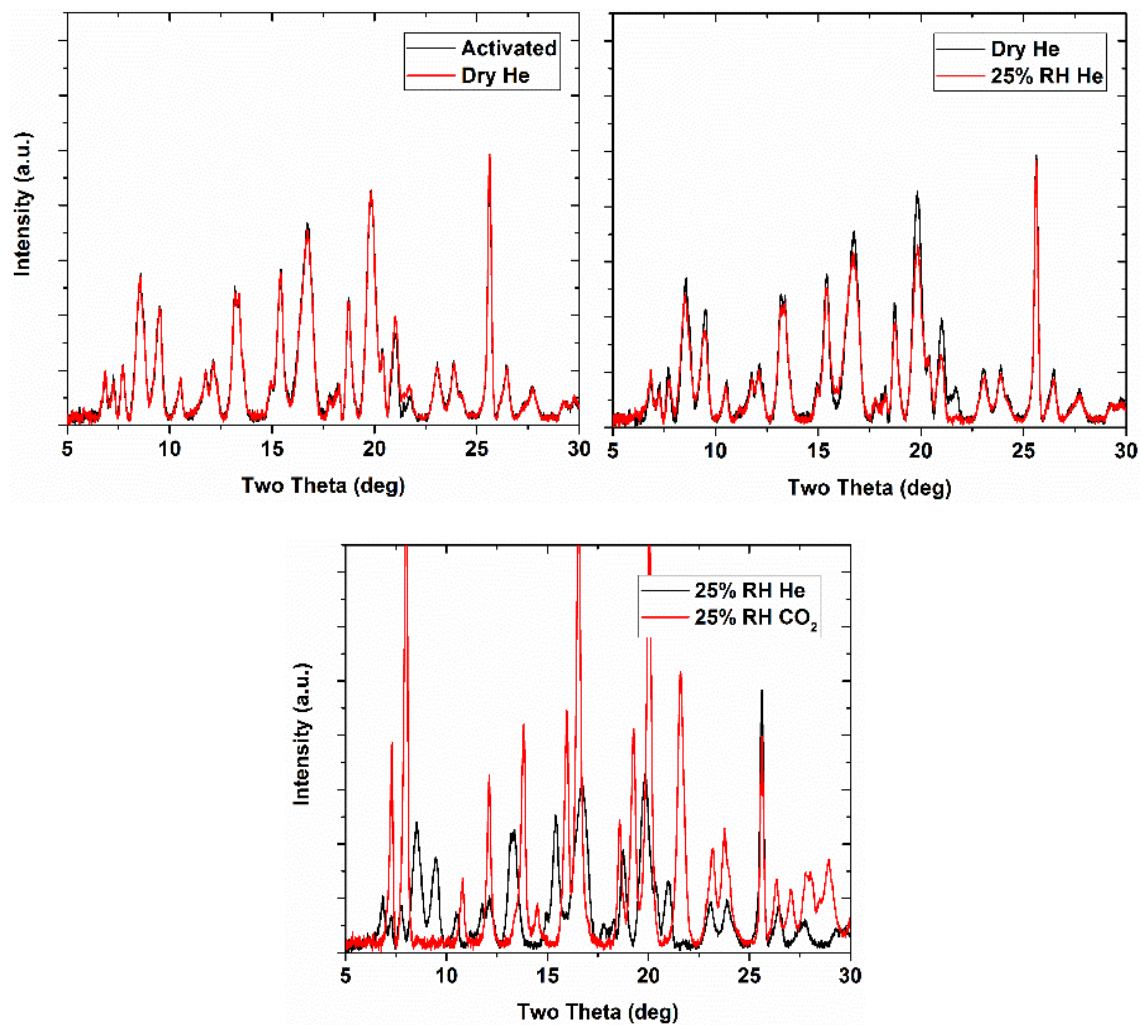 Activated
Dry He
Intensity (a.u.)
5 10 15 20 25 30
Two Theta (deg)
Dry He
25% RH He
5 10 15 20 25 30
Two Theta (deg)
25% RH He
25% RH CO₂
Intensity (a.u.)
5 10 15 20 25 30
Two Theta (deg)